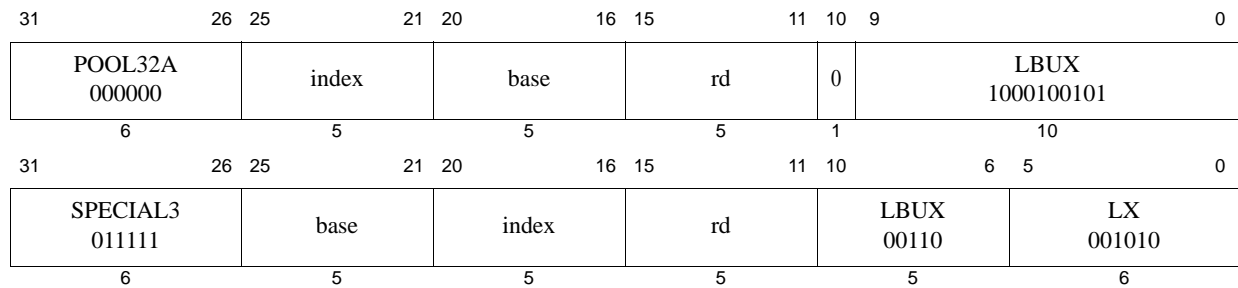 31 26 25 21 20 16 15 11 10 9 0
POOL32A index base rd 0 LBUX
000000 1000100101
6 5 5 5 1 10
31 26 25 21 20 16 15 11 10 6 5 0
SPECIAL3 base index rd LBUX LX
011111 00110 001010
6 5 5 5 5 6